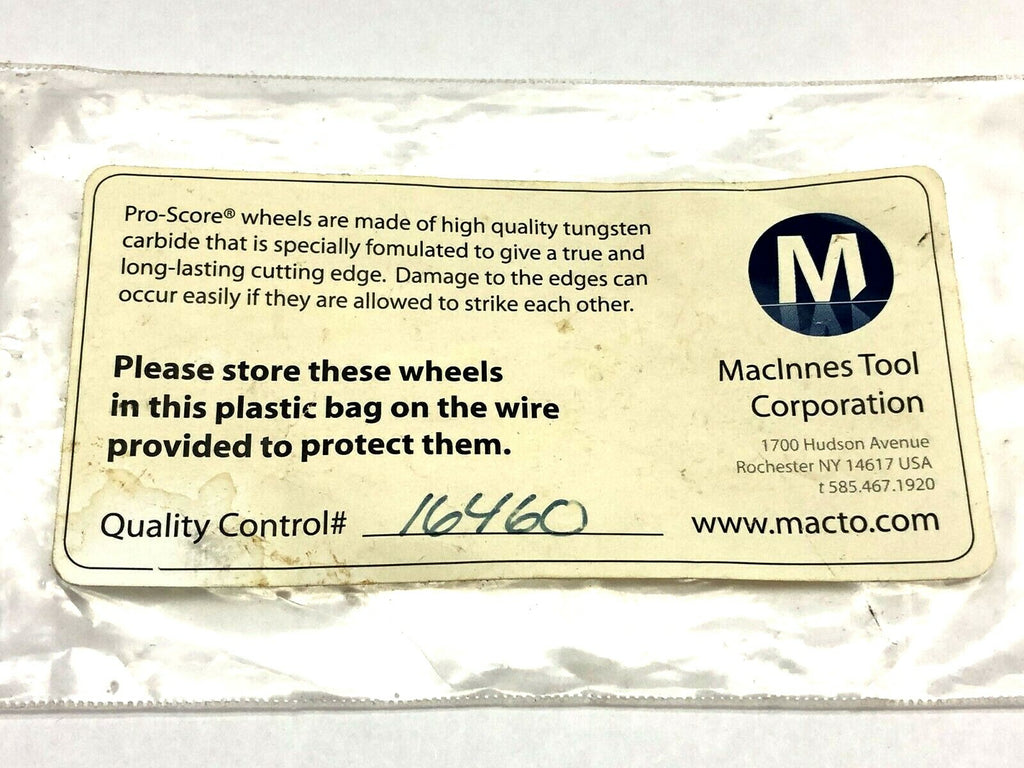 Pro-Score® wheels are made of high quality tungsten
carbide that is specially fomulated to give a true and
long-lasting cutting edge. Damage to the edges can
occur easily if they are allowed to strike each other.
Please store these wheels
in this plastic bag on the wire
provided to protect them.
Quality Control# 16460
M
MacInnes Tool
Corporation
1700 Hudson Avenue
Rochester NY 14617 USA
t 585.467.1920
www.macto.com